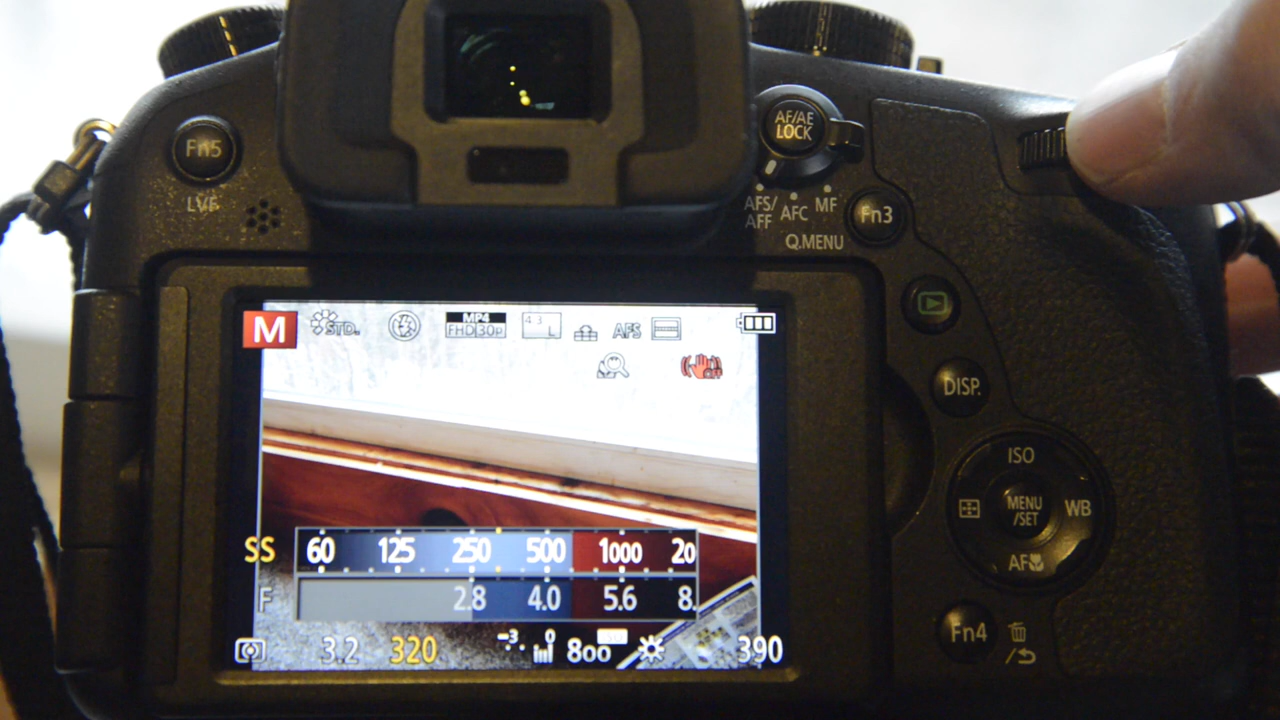 Fn5
LVF
AF/AE
LOCK
AFS/
AFF AFC MF
Fn3
Q.MENU
M STD. MP4 4:3 L AFS
FHD 30p
DISP.
ISO
MENU
/SET
WB
AF
SS 60 125 250 500 1000 20
F 2.8 4.0 5.6 8.
3.2 320 -3 0 800 390
Fn4